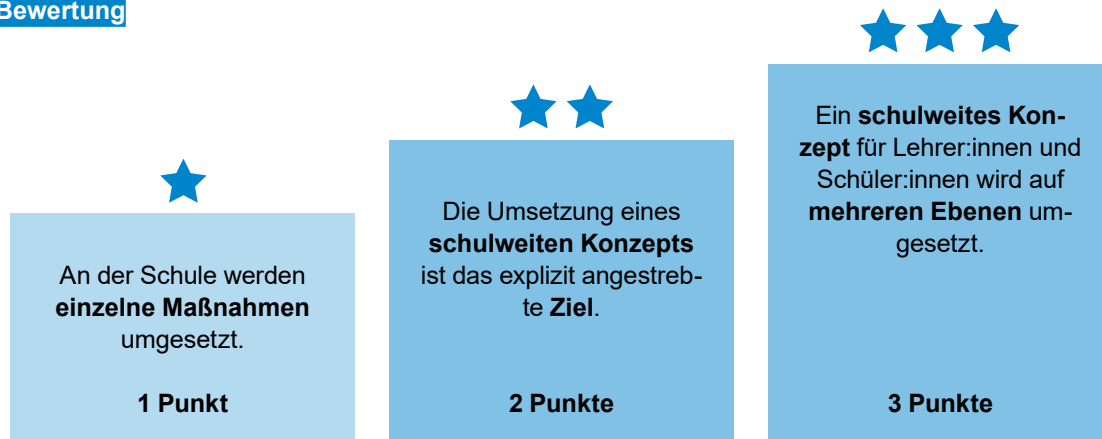 Bewertung
An der Schule werden
einzelne Maßnahmen
umgesetzt.
1 Punkt
Die Umsetzung eines
schulweiten Konzepts
ist das explizit angestreb-
te Ziel.
2 Punkte
Ein schulweites Kon-
zept für Lehrer:innen und
Schüler:innen wird auf
mehreren Ebenen um-
gesetzt.
3 Punkte